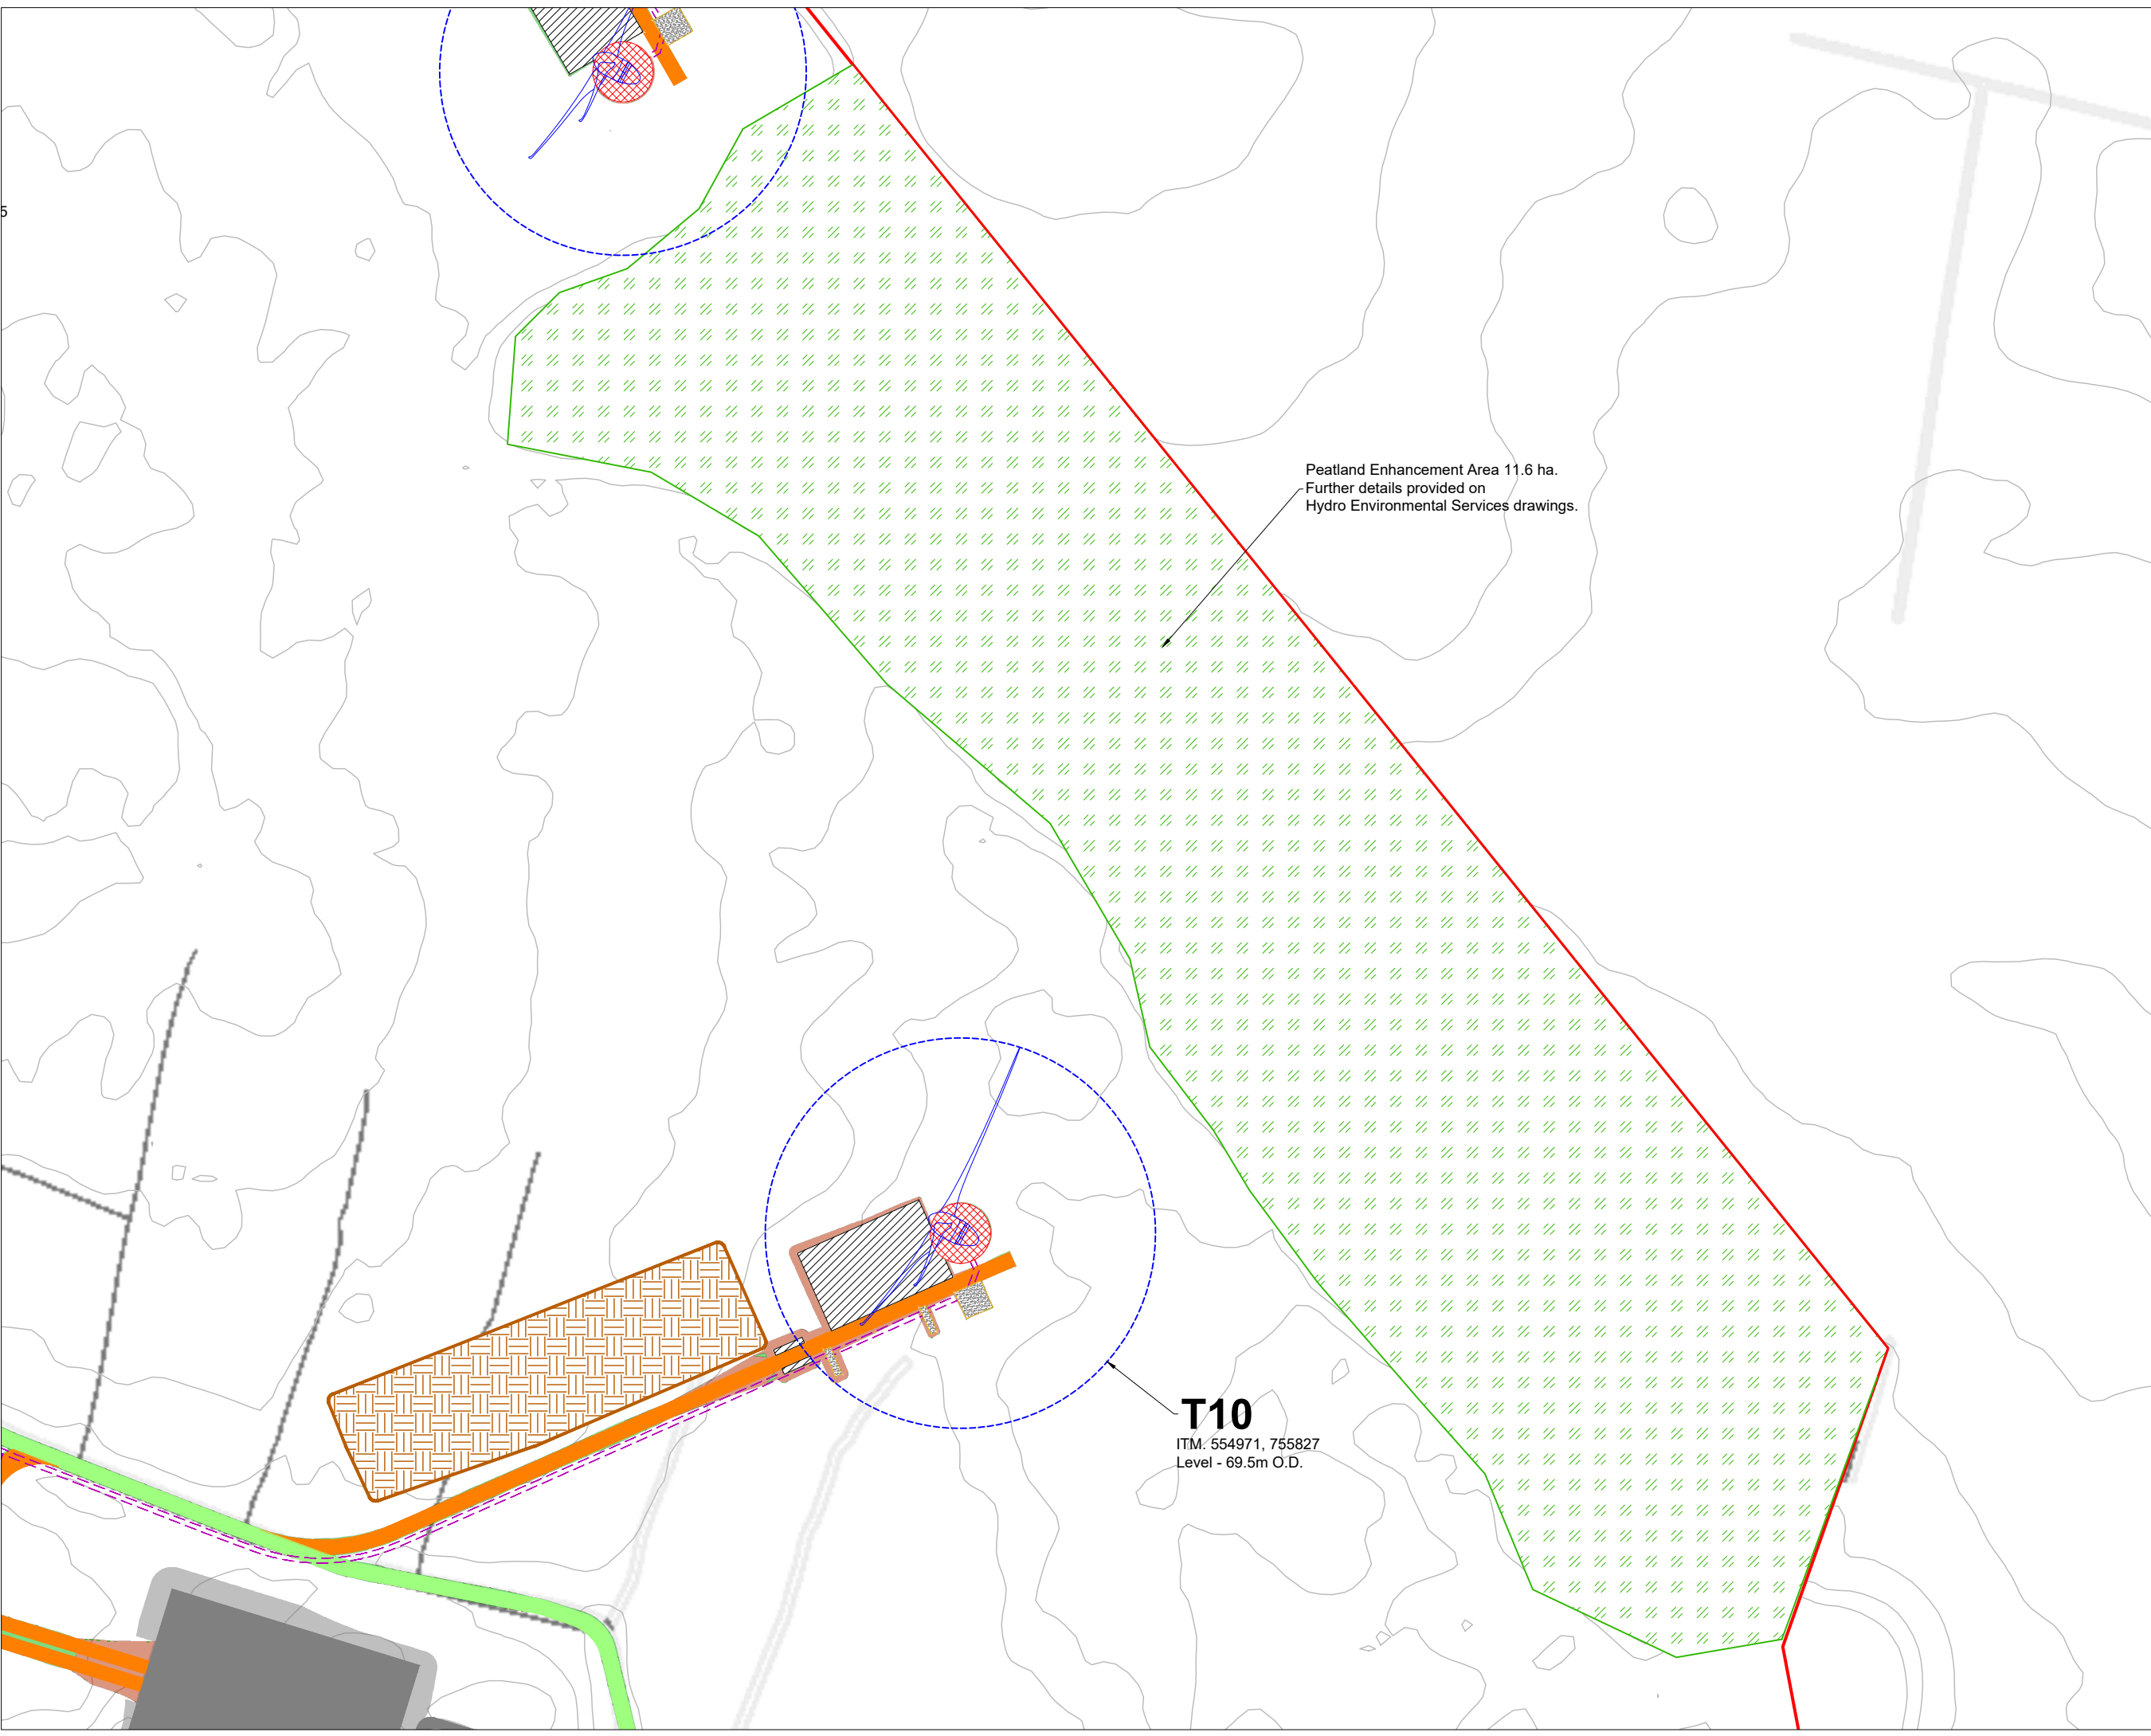 5
Peatland Enhancement Area 11.6 ha.
Further details provided on
Hydro Environmental Services drawings.
T10
ITM. 554971, 755827
Level - 69.5m O.D.